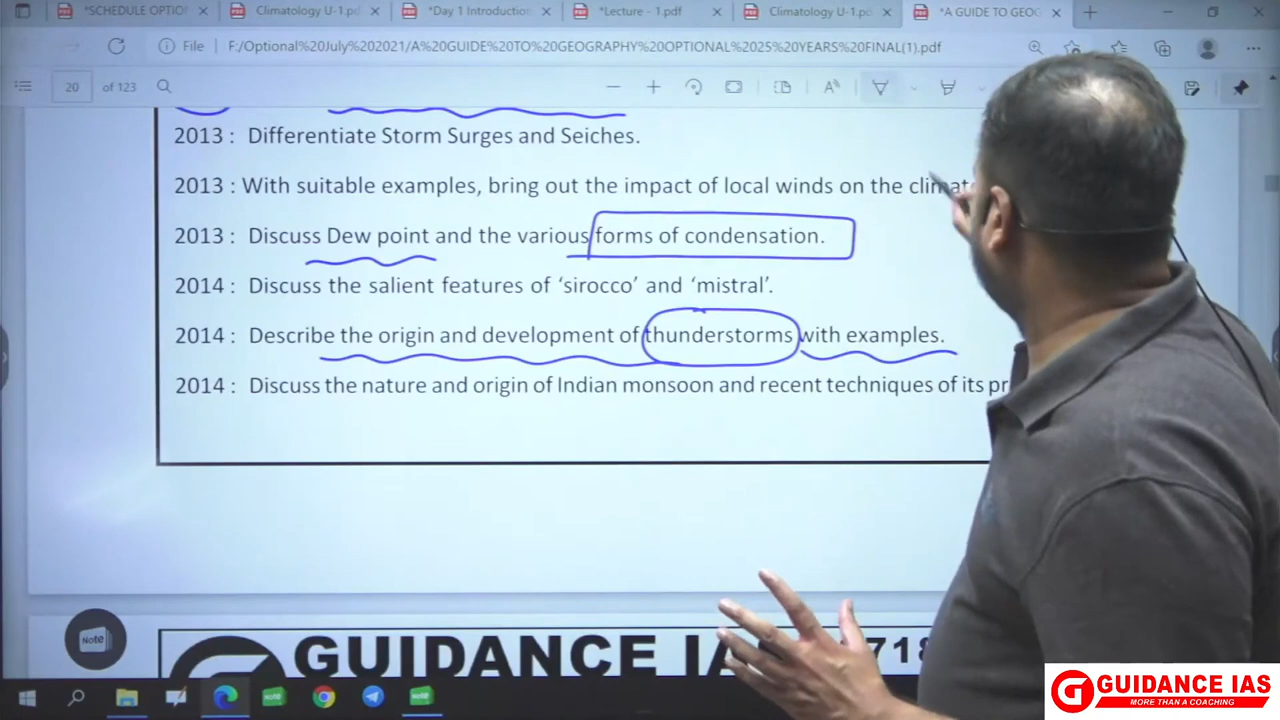 *SCHEDULE OPTIO
Climatology U-1.pd
*Day 1 Introduction
*Lecture - 1.pdf
Climatology U-1.pd
*A GUIDE TO GEOG
File
F:/Optional%20July%202021/A%20GUIDE%20TO%20GEOGRAPHY%20OPTIONAL%2025%20YEARS%20FINAL(1).pdf
20 of 123
2013 : Differentiate Storm Surges and Seiches.
2013 : With suitable examples, bring out the impact of local winds on the climat
2013 : Discuss Dew point and the various forms of condensation.
2014 : Discuss the salient features of ‘sirocco’ and ‘mistral’.
2014 : Describe the origin and development of thunderstorms with examples.
2014 : Discuss the nature and origin of Indian monsoon and recent techniques of its pr
Note
GUIDANCE IA
718
Note
Note
GUIDANCE IAS
MORE THAN A COACHING